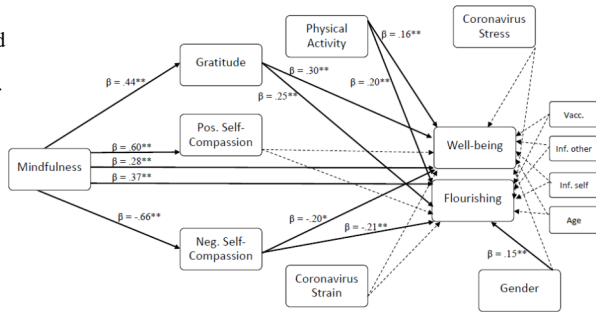 d
.
Physical
Activity
Coronavirus
Stress
Gratitude
β = .16**
β = .44**
β = .30**
β = .20**
β = .25**
Vacc.
Pos. Self-
Compassion
Well-being
Inf. other
Mindfulness
β = .60**
β = .28**
β = .37**
Flourishing
Inf. self
Age
β = -.66**
β = -.20*
β = -.21**
Neg. Self-
Compassion
β = .15**
Coronavirus
Strain
Gender